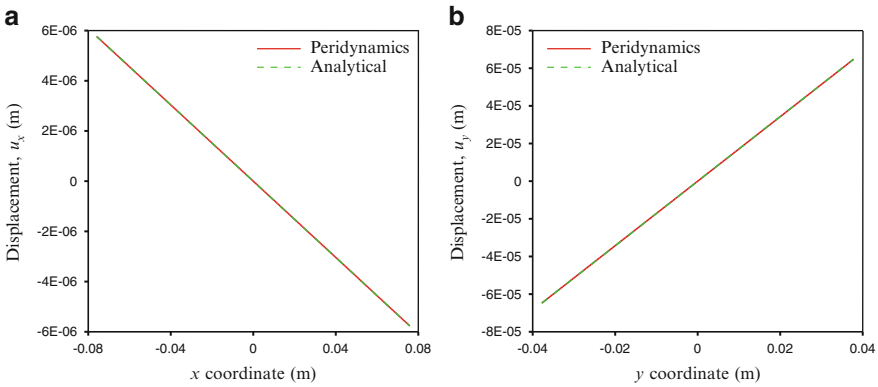 a
6E-06
4E-06
2E-06
0
-2E-06
-4E-06
-6E-06
-0.08
-0.04
0
0.04
0.08
Displacement, uₓ (m)
x coordinate (m)
Peridynamics
Analytical
b
8E-05
6E-05
4E-05
2E-05
0
-2E-05
-4E-05
-6E-05
-8E-05
-0.04
-0.02
0
0.02
0.04
Displacement, u_y (m)
y coordinate (m)
Peridynamics
Analytical